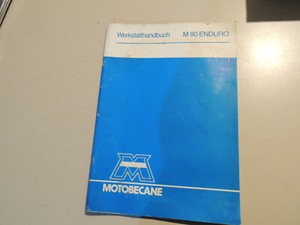 Werkstatthandbuch M 80 ENDURO
MOTOBECANE